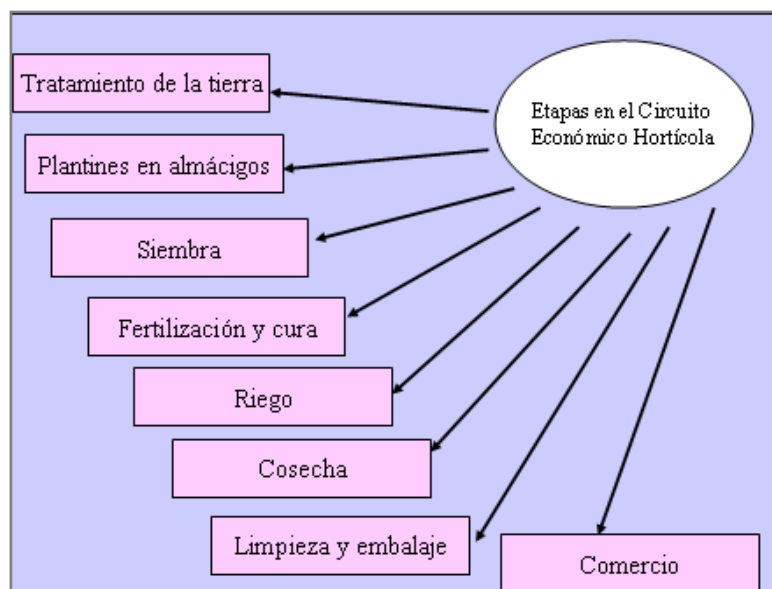 Etapas en el Circuito
Económico Hortícola
Tratamiento de la tierra
Plantines en almácigos
Siembra
Fertilización y cura
Riego
Cosecha
Limpieza y embalaje
Comercio